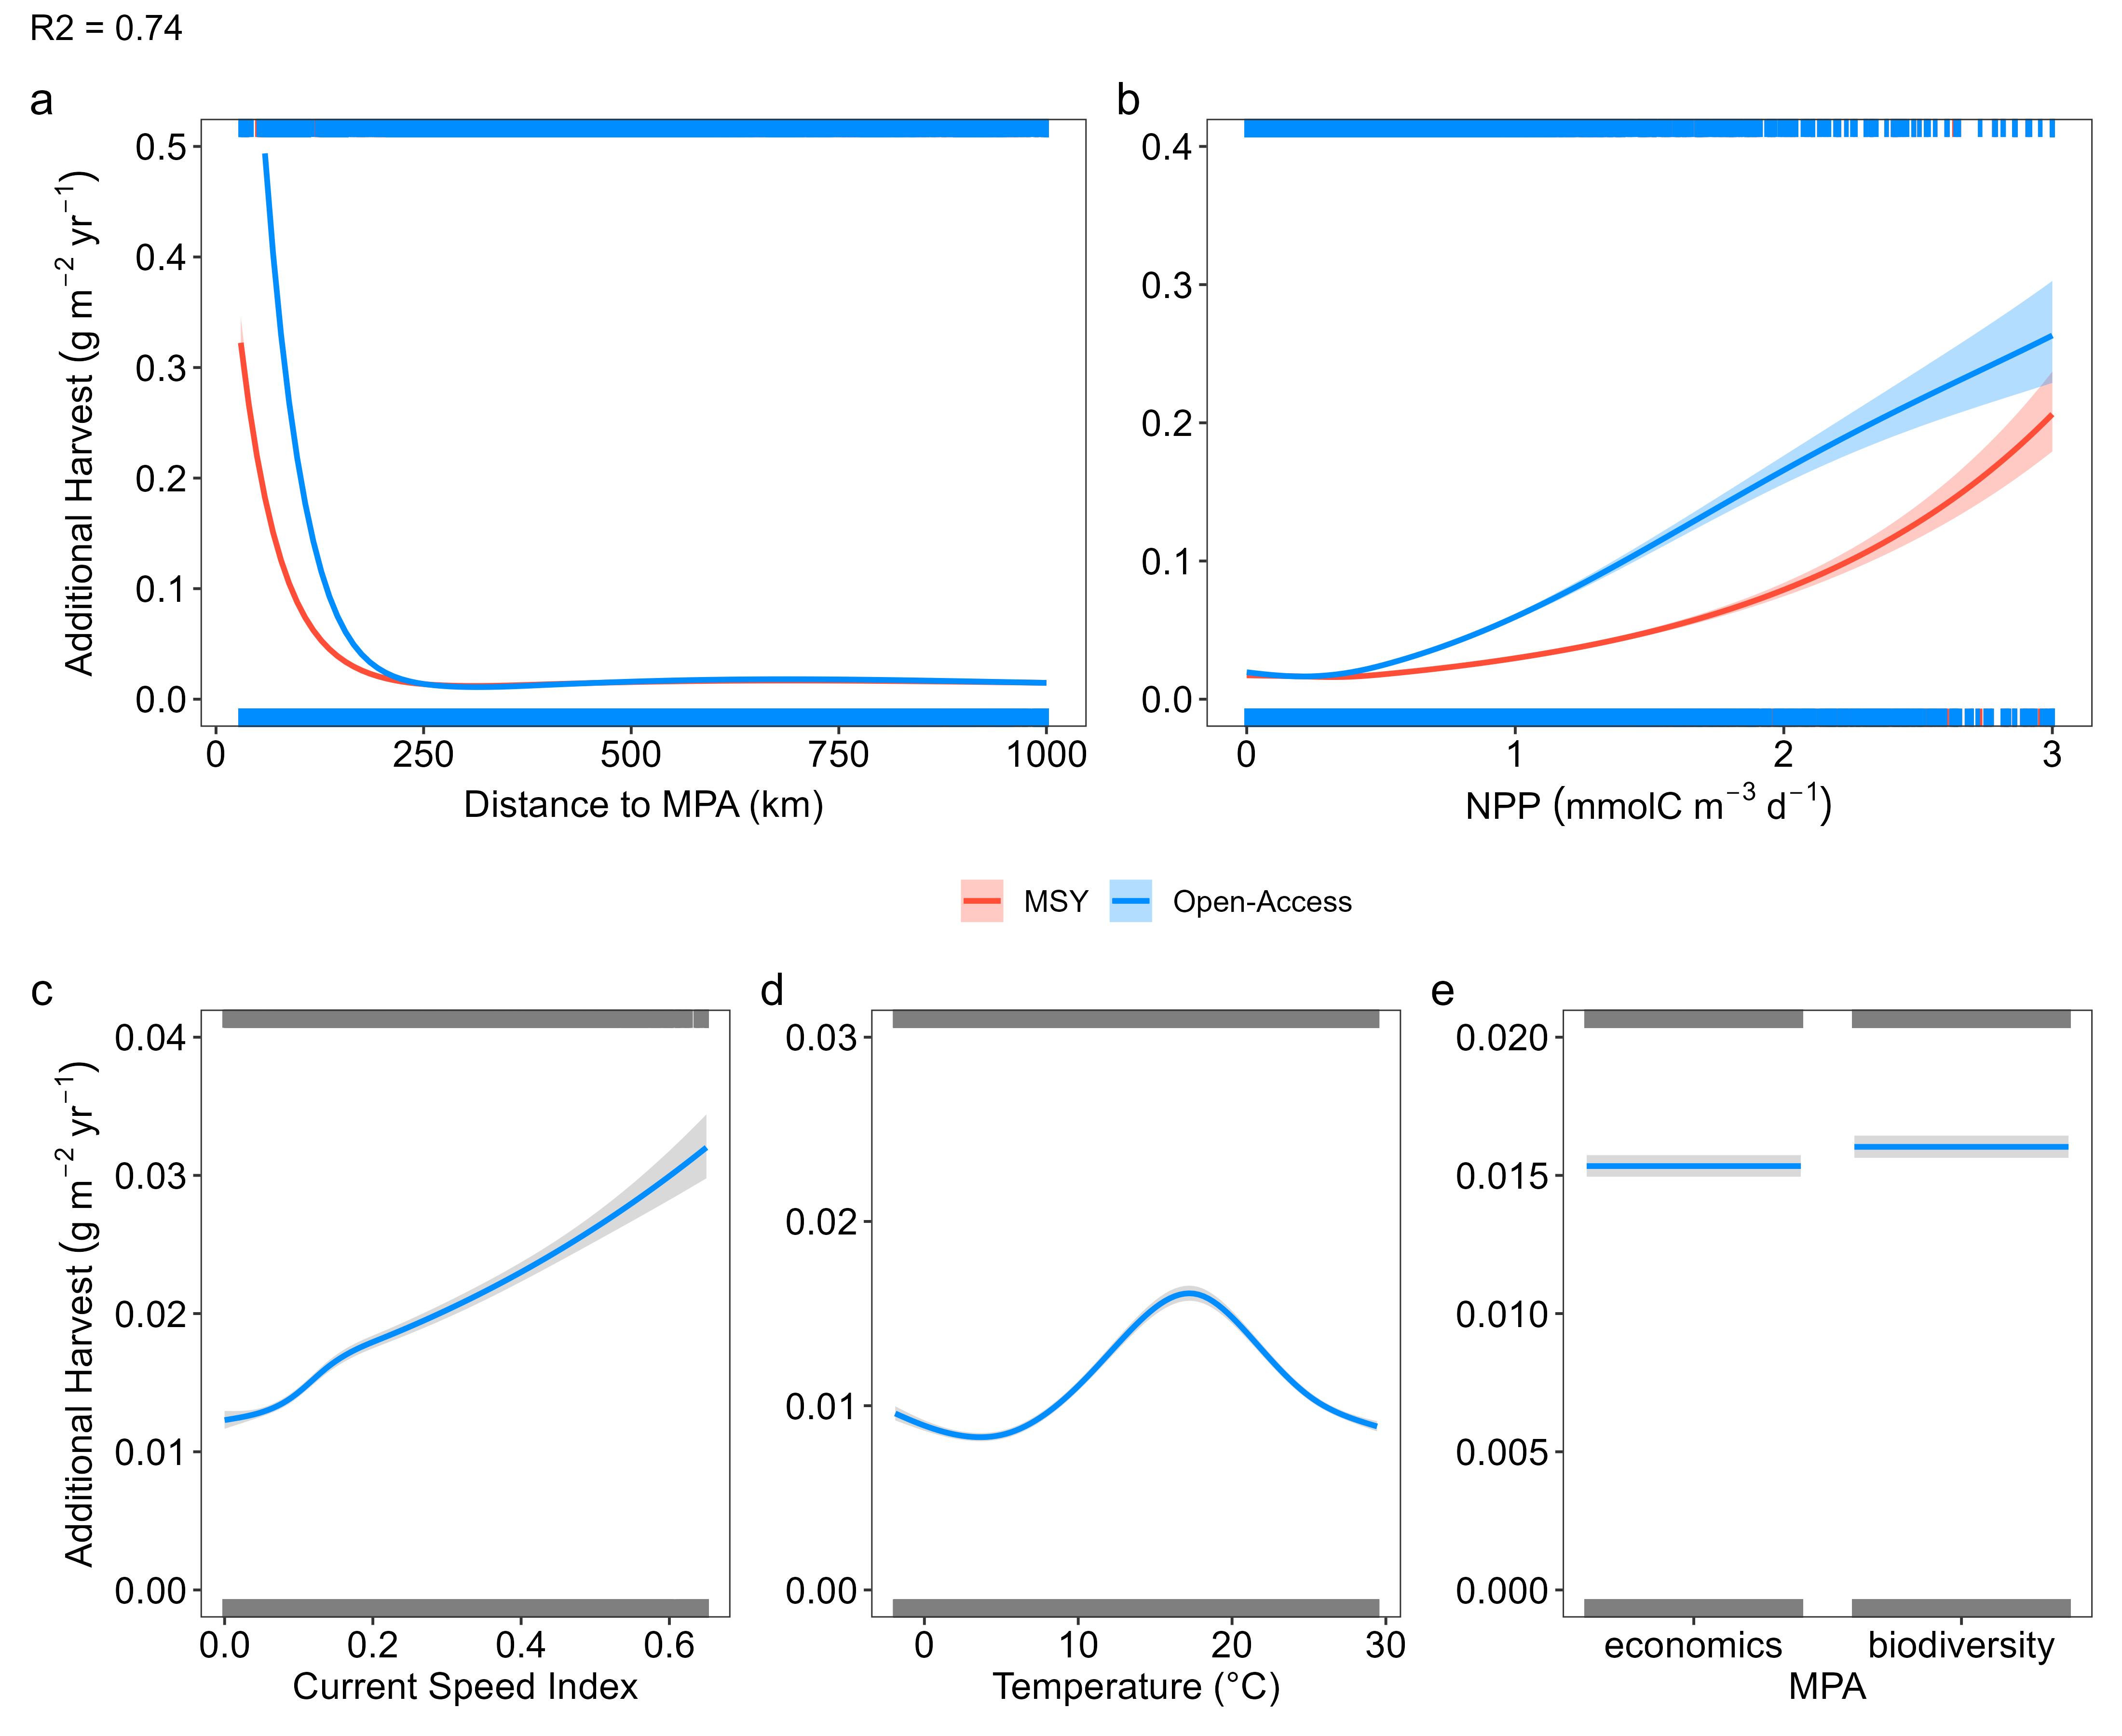 R2 = 0.74
a
0.5
0.4
0.3
0.2
0.1
0.0
Additional Harvest (g m⁻² yr⁻¹)
0 250 500 750 1000
Distance to MPA (km)
b
0.4
0.3
0.2
0.1
0.0
0 1 2 3
NPP (mmolC m⁻³ d⁻¹)
MSY Open-Access
c
0.04
0.03
0.02
0.01
0.00
Additional Harvest (g m⁻² yr⁻¹)
0.0 0.2 0.4 0.6
Current Speed Index
d
0.03
0.02
0.01
0.00
0 10 20 30
Temperature (°C)
e
0.020
0.015
0.010
0.005
0.000
economics biodiversity
MPA